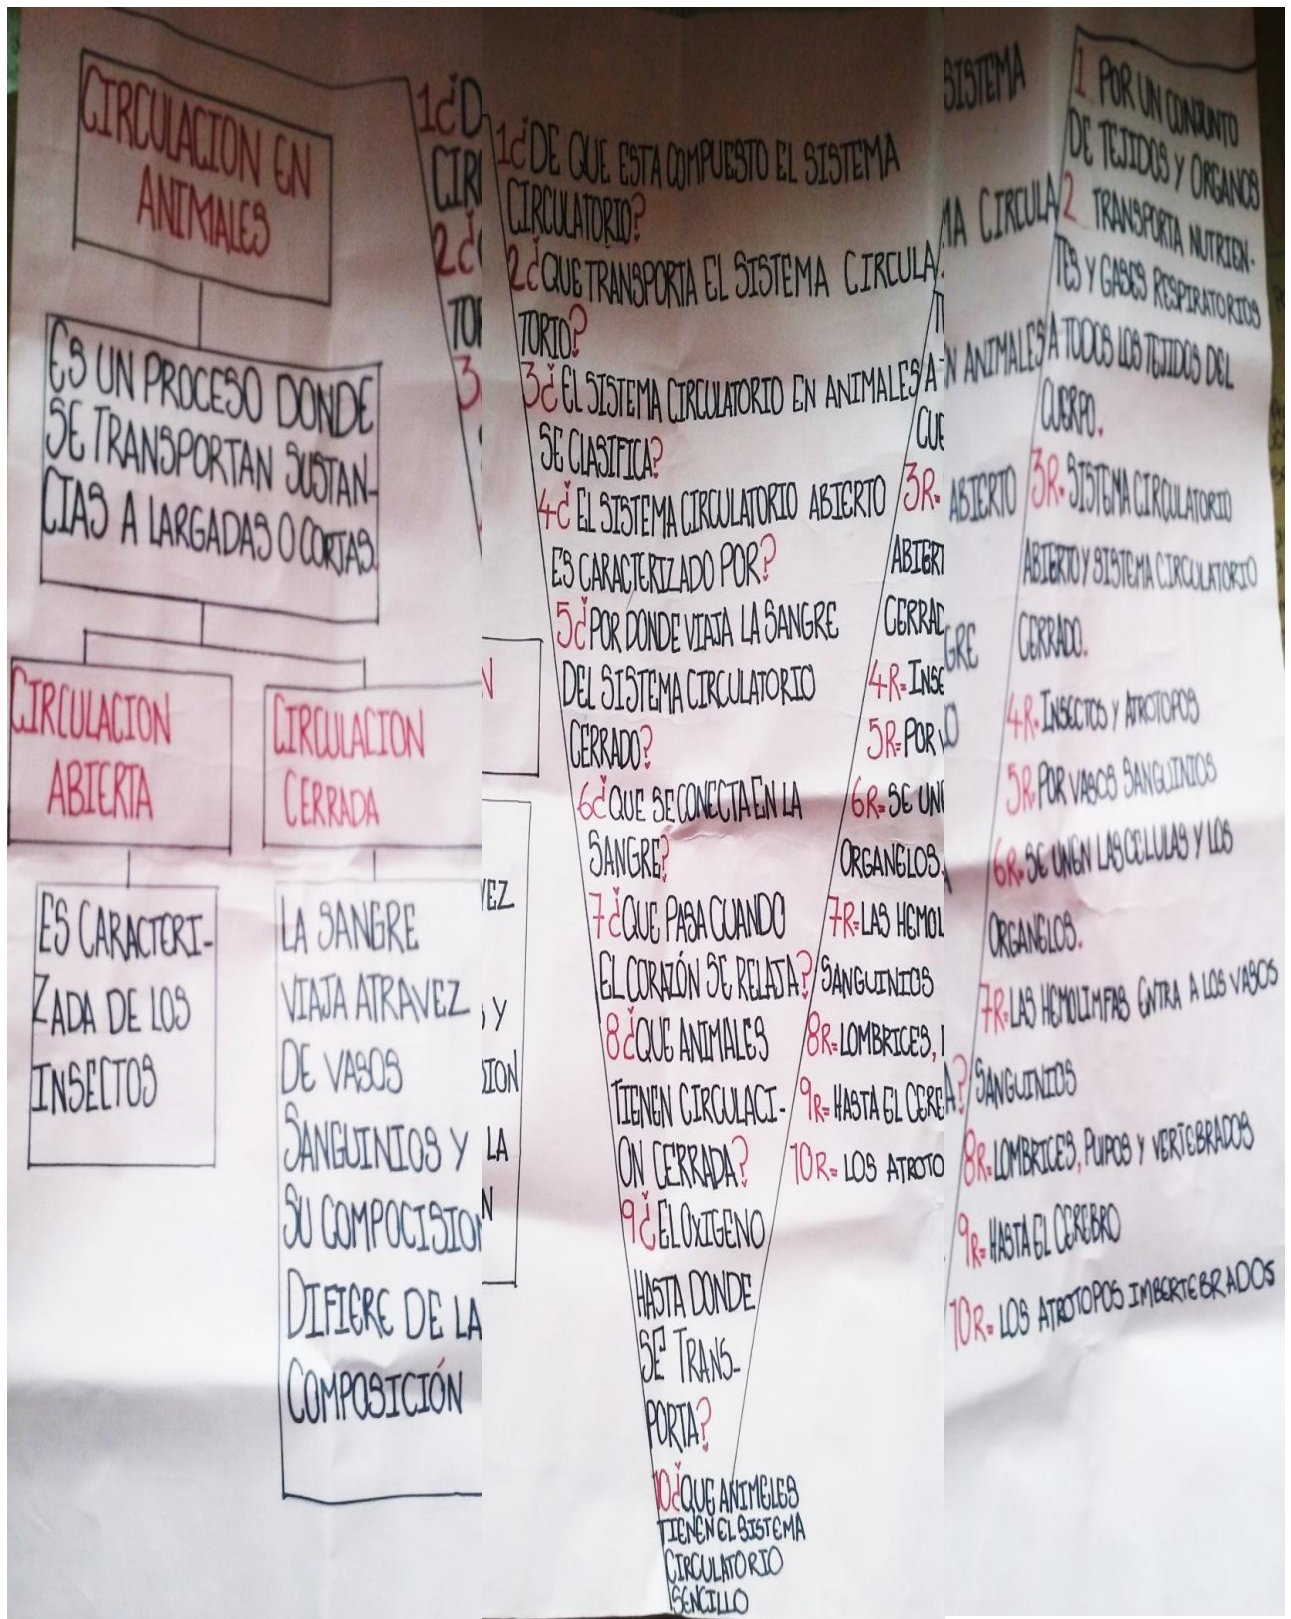 CIRCULACION EN
ANIMALES
ES UN PROCESO DONDE
SE TRANSPORTAN SUSTAN-
CIAS A LARGADAS O CORTAS
CIRCULACION
ABIERTA
ES CARACTERI-
ZADA DE LOS
INSECTOS
CIRCULACION
CERRADA
LA SANGRE
VIAJA ATRAVEZ
DE VASOS
SANGUINIOS Y
SU COMPOCISION
DIFIERE DE LA
COMPOSICIÓN
1¿DE QUE ESTA COMPUESTO EL SISTEMA
CIRCULATORIO?
2¿QUE TRANSPORTA EL SISTEMA CIRCULA
TORIO?
3¿EL SISTEMA CIRCULATORIO EN ANIMALES
SE CLASIFICA?
4¿EL SISTEMA CIRCULATORIO ABIERTO
ES CARACTERIZADO POR?
5¿POR DONDE VIAJA LA SANGRE
DEL SISTEMA CIRCULATORIO
CERRADO?
6¿QUE SE CONECTA EN LA
SANGRE?
7¿QUE PASA CUANDO
EL CORAZÓN SE RELAJA?
8¿QUE ANIMALES
TIENEN CIRCULACI-
ON CERRADA?
9¿EL OXIGENO
HASTA DONDE
SE TRANS-
PORTA?
10¿QUE ANIMELES
TIENEN EL SISTEMA
CIRCULATORIO
SENCILLO
1 POR UN CONJUNTO
DE TEJIDOS Y ORGANOS
2 TRANSPORTA NUTRIEN-
TES Y GASES RESPIRATORIOS
A TODOS LOS TEJIDOS DEL
CUERPO.
3R. SISTEMA CIRCULATORIO
ABIERTO Y SISTEMA CIRCULATORIO
CERRADO.
4R. INSECTOS Y ATROTOPOS
5R. POR VASOS SANGUINIOS
6R. SE UNEN LAS CELULAS Y LOS
ORGANELOS.
7R= LAS HEMOLIMFAS ENTRA A LOS VASOS
SANGUINIOS
8R= LOMBRICES, PULPOS Y VERTEBRADOS
9R= HASTA EL CEREBRO
10R= LOS ATROTOPOS IMBERTEBRADOS